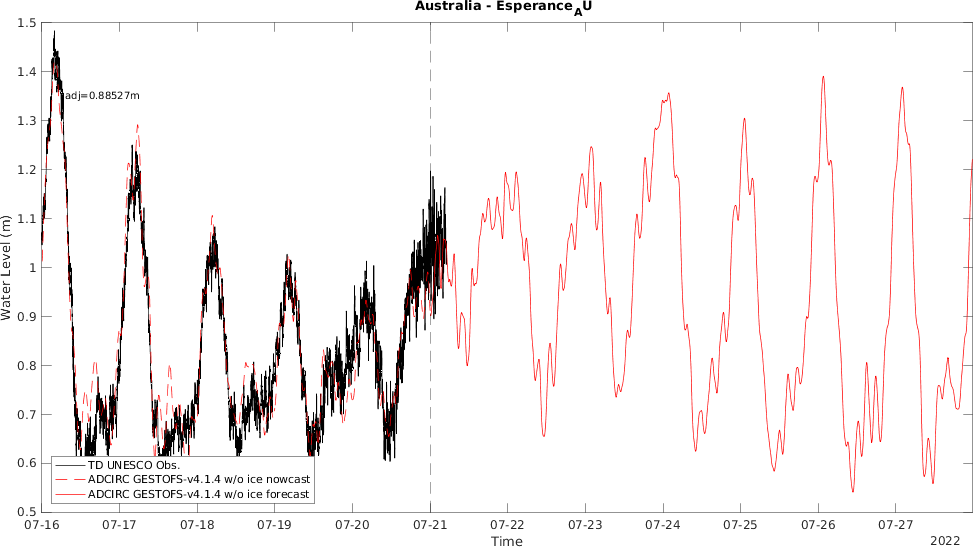 Australia - Esperance_AU
1.5
1.4
adj=0.88527m
1.3
1.2
1.1
1
0.9
0.8
0.7
0.6
0.5
Water Level (m)
TD UNESCO Obs.
ADCIRC GESTOFS-v4.1.4 w/o ice nowcast
ADCIRC GESTOFS-v4.1.4 w/o ice forecast
07-16 07-17 07-18 07-19 07-20 07-21 07-22 07-23 07-24 07-25 07-26 07-27
Time
2022